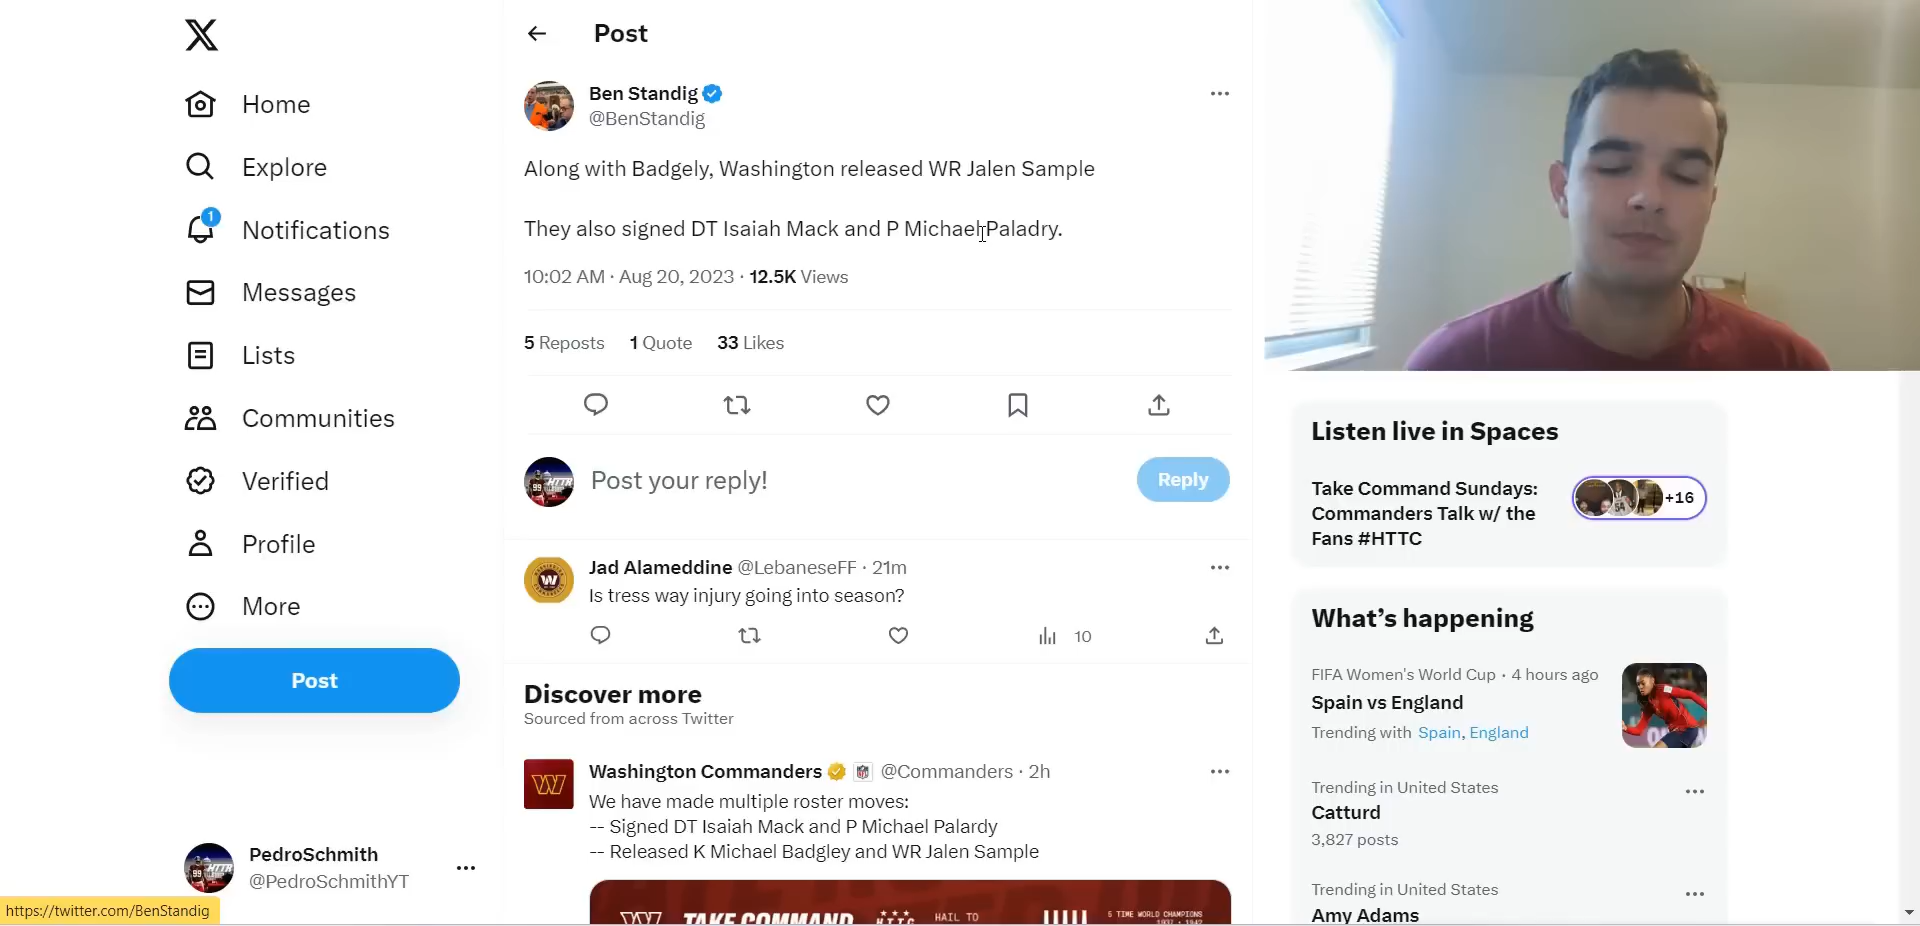 Post
Ben Standig
@BenStandig
Along with Badgely, Washington released WR Jalen Sample
They also signed DT Isaiah Mack and P Michael Paladry.
10:02 AM · Aug 20, 2023 · 12.5K Views
5 Reposts 1 Quote 33 Likes
Post your reply!
Reply
Jad Alameddine @LebaneseFF · 21m
Is tress way injury going into season?
10
Discover more
Sourced from across Twitter
Washington Commanders @Commanders · 2h
We have made multiple roster moves:
-- Signed DT Isaiah Mack and P Michael Palardy
-- Released K Michael Badgley and WR Jalen Sample
TAKE COMMAND
HTTC
HAIL TO
5 TIME WORLD CHAMPIONS
1937 · 1942
X
Home
Explore
1
Notifications
Messages
Lists
Communities
Verified
Profile
More
Post
PedroSchmith
@PedroSchmithYT
https://twitter.com/BenStandig
Listen live in Spaces
Take Command Sundays:
Commanders Talk w/ the
Fans #HTTC
+16
What's happening
FIFA Women's World Cup · 4 hours ago
Spain vs England
Trending with Spain, England
Trending in United States
Catturd
3,827 posts
Trending in United States
Amy Adams